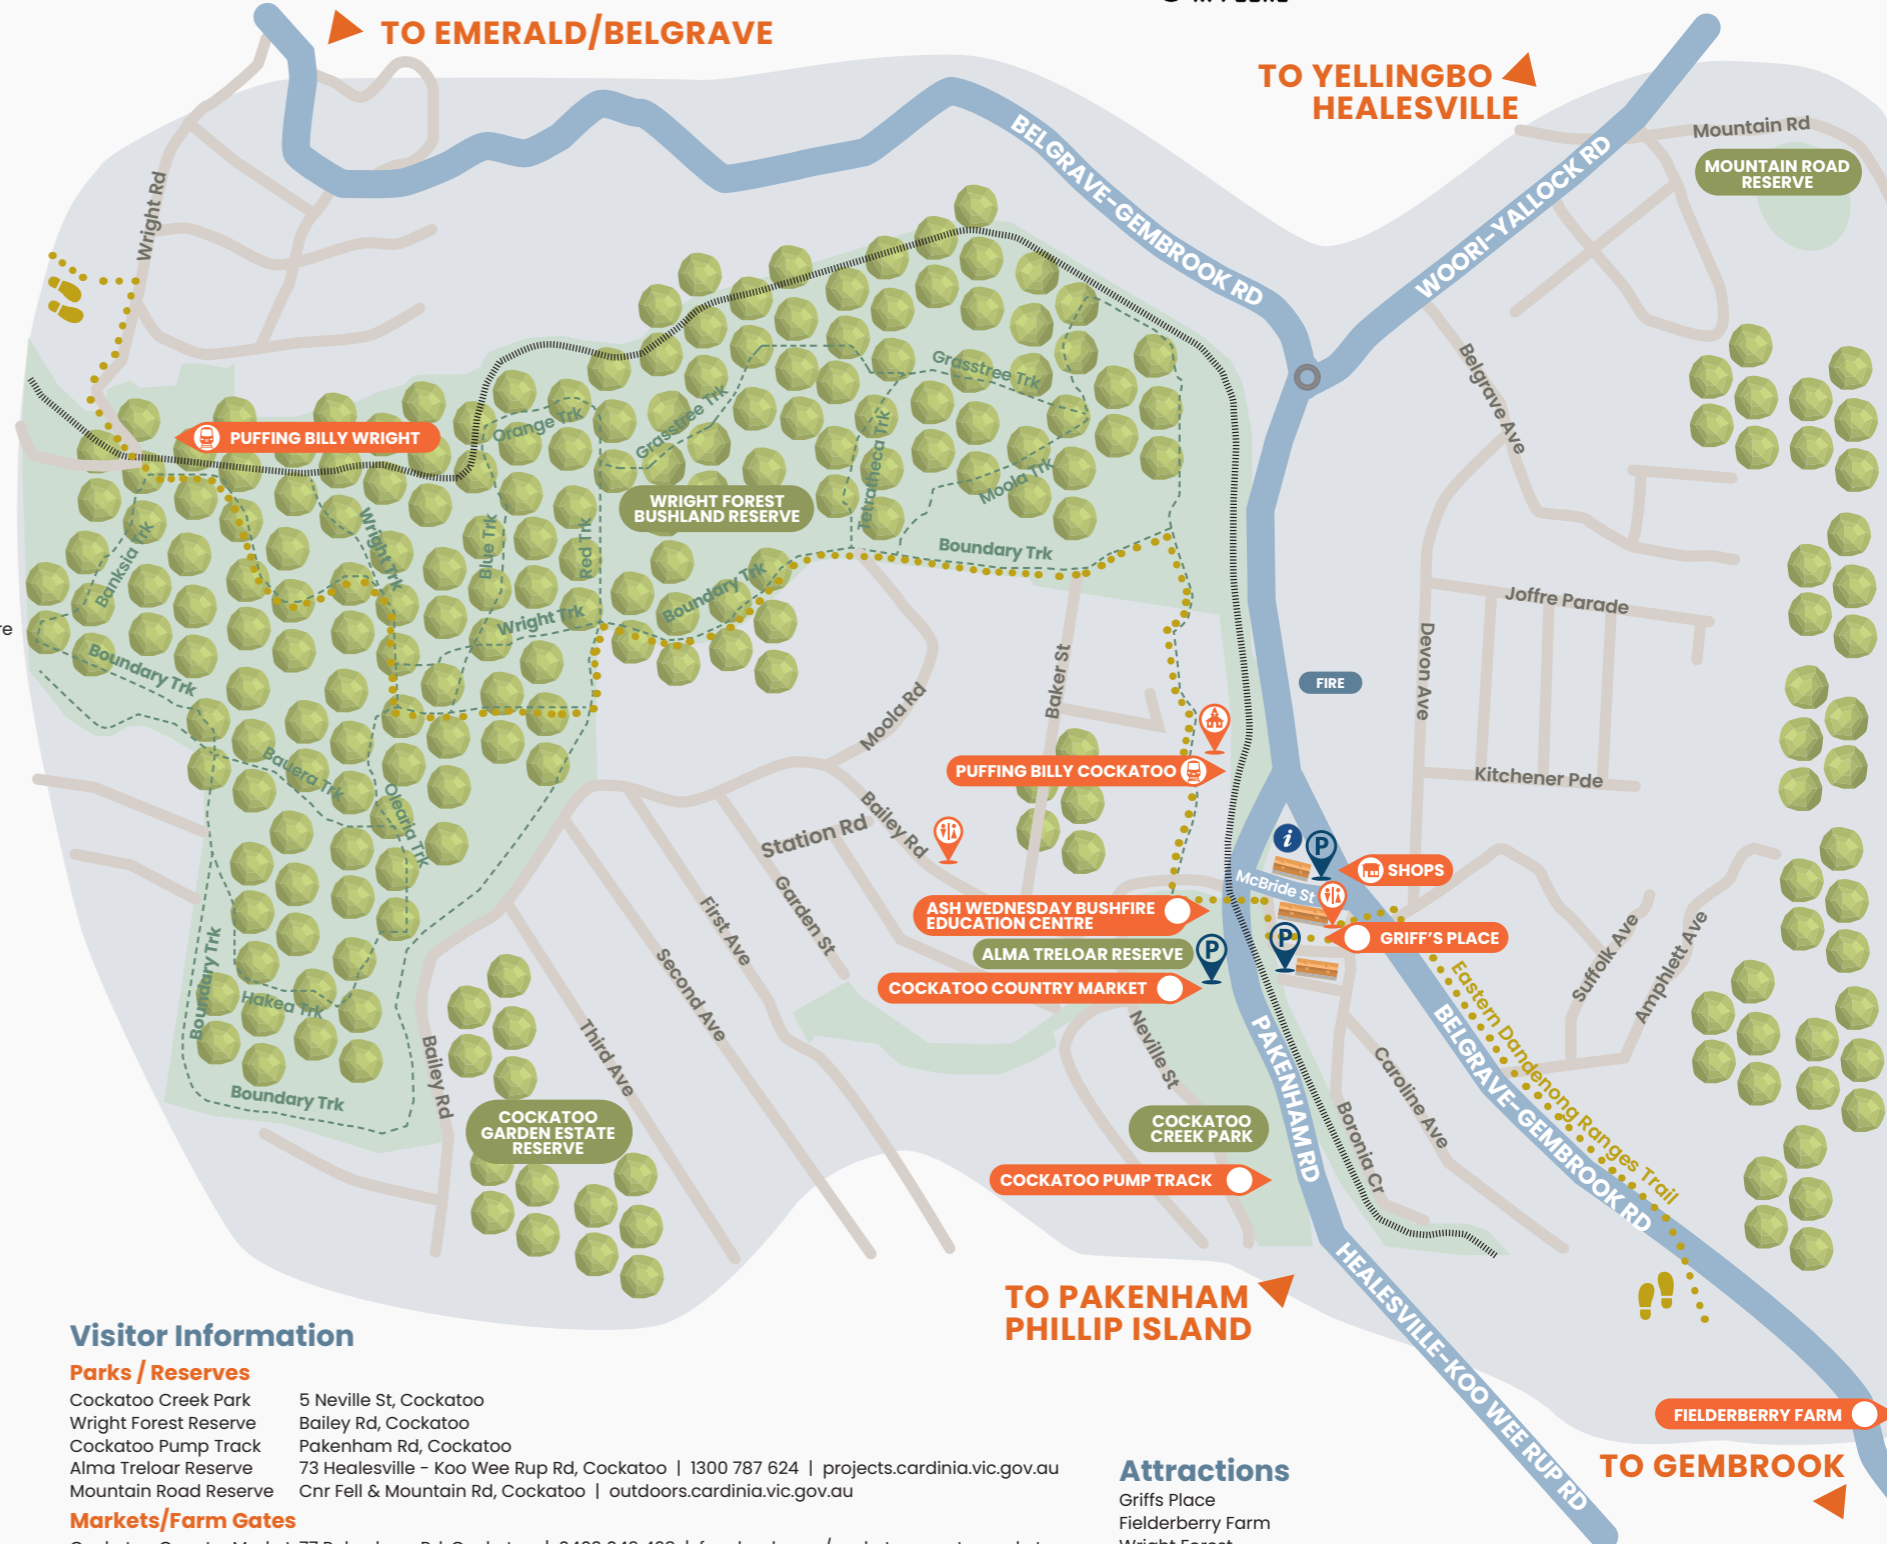 TO EMERALD/BELGRAVE
TO YELLINGBO
HEALESVILLE
Mountain Rd
MOUNTAIN ROAD
RESERVE
BELGRAVE-GEMBROOK RD
WOORI-YALLOCK RD
Wright Rd
Belgrave Ave
PUFFING BILLY WRIGHT
Orange Trk
Grasstree Trk
Grasstree Trk
Tetratheca Trk
Moola Trk
WRIGHT FOREST
BUSHLAND RESERVE
Banksia Trk
Wright Trk
Blue Trk
Red Trk
Boundary Trk
Boundary Trk
Wright Trk
Boundary Trk
Joffre Parade
Devon Ave
FIRE
Baker St
Moola Rd
Bauera Trk
Olearia Trk
PUFFING BILLY COCKATOO
Kitchener Pde
Station Rd
Bailey Rd
i
P
SHOPS
McBride St
Garden St
First Ave
ASH WEDNESDAY BUSHFIRE
EDUCATION CENTRE
GRIFF'S PLACE
P
P
ALMA TRELOAR RESERVE
COCKATOO COUNTRY MARKET
Second Ave
Suffolk Ave
Amphlett Ave
Boundary Trk
Hakea Trk
Third Ave
Bailey Rd
Neville St
PAKENHAM RD
Caroline Ave
Boronia Cr
Eastern Dandenong Ranges Trail
BELGRAVE-GEMBROOK RD
Boundary Trk
COCKATOO
GARDEN ESTATE
RESERVE
COCKATOO
CREEK PARK
COCKATOO PUMP TRACK
TO PAKENHAM
PHILLIP ISLAND
HEALESVILLE-KOO WEE RUP RD
FIELDERBERRY FARM
TO GEMBROOK
Visitor Information
Parks / Reserves
Cockatoo Creek Park 5 Neville St, Cockatoo
Wright Forest Reserve Bailey Rd, Cockatoo
Cockatoo Pump Track Pakenham Rd, Cockatoo
Alma Treloar Reserve 73 Healesville - Koo Wee Rup Rd, Cockatoo | 1300 787 624 | projects.cardinia.vic.gov.au
Mountain Road Reserve Cnr Fell & Mountain Rd, Cockatoo | outdoors.cardinia.vic.gov.au
Markets/Farm Gates
Attractions
Griffs Place
Fielderberry Farm
Wright Forest